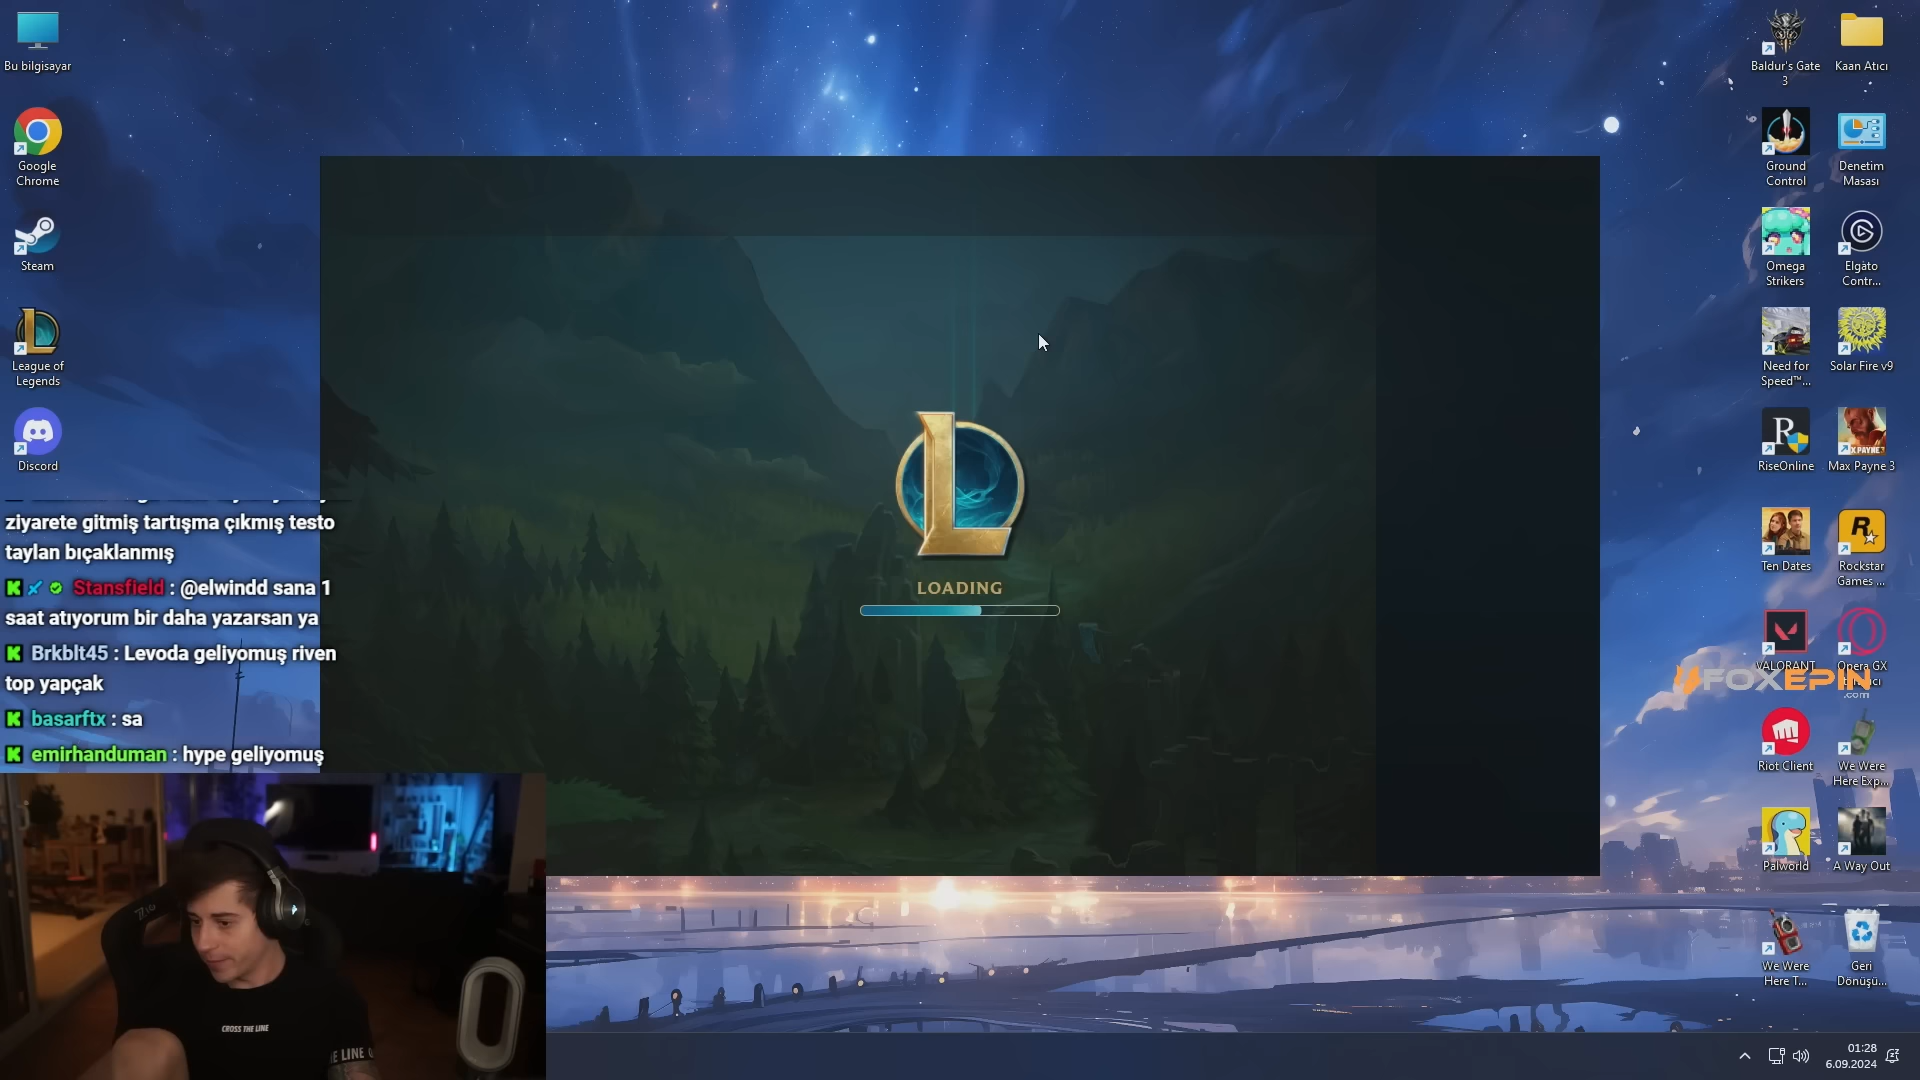 Bu bilgisayar
Google
Chrome
Steam
League of
Legends
Discord
ziyarete gitmiş tartışma çıkmış testo
taylan bıçaklanmış
Stansfield : @elwindd sana 1
saat atıyorum bir daha yazarsan ya
Brkblt45 : Levoda geliyomuş riven
top yapçak
basarftx : sa
emirhanduman : hype geliyomuş
LOADING
CROSS THE LINE
E LINE
Baldur's Gate
3
Kaan Atıcı
Ground
Control
Denetim
Masası
Omega
Strikers
Elgato
Contr...
Need for
Speed™...
Solar Fire v9
RiseOnline
Max Payne 3
Ten Dates
Rockstar
Games ...
VALORANT
Opera GX
FOXEPIN
.com
Riot Client
We Were
Here Exp...
Palworld
A Way Out
We Were
Here T...
Geri
Dönüşü...
01:28
6.09.2024